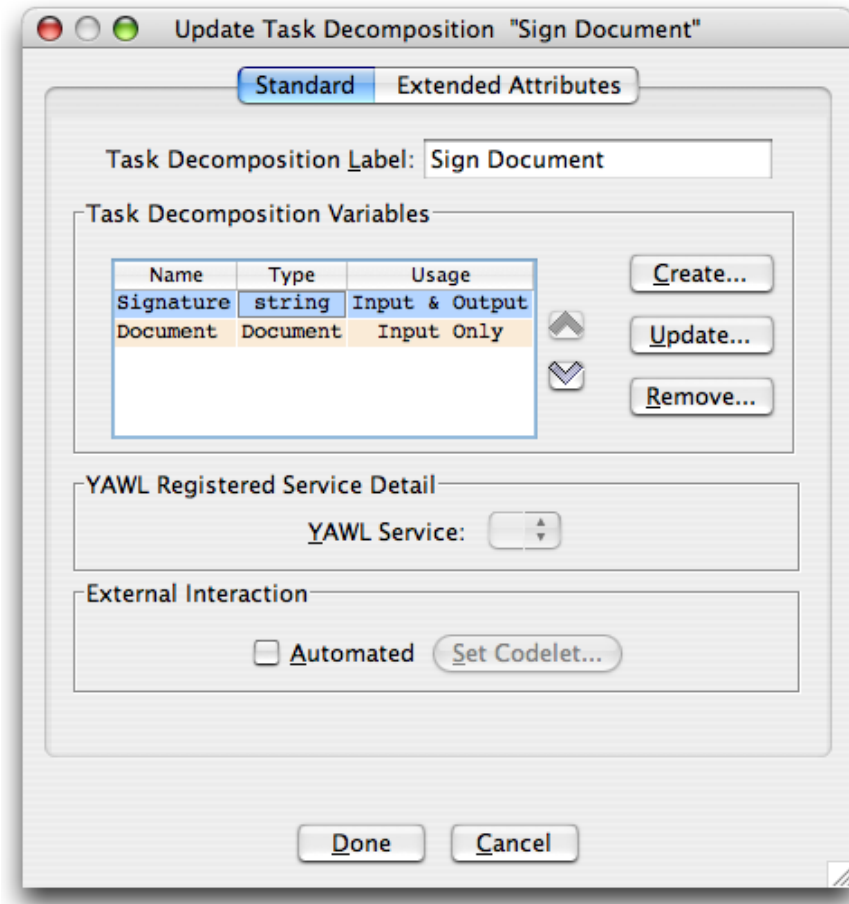 Update Task Decomposition "Sign Document"
Standard Extended Attributes
Task Decomposition Label: Sign Document
Task Decomposition Variables
Name Type Usage
Signature string Input & Output
Document Document Input Only
Create...
Update...
Remove...
YAWL Registered Service Detail
YAWL Service:
External Interaction
Automated Set Codelet...
Done Cancel